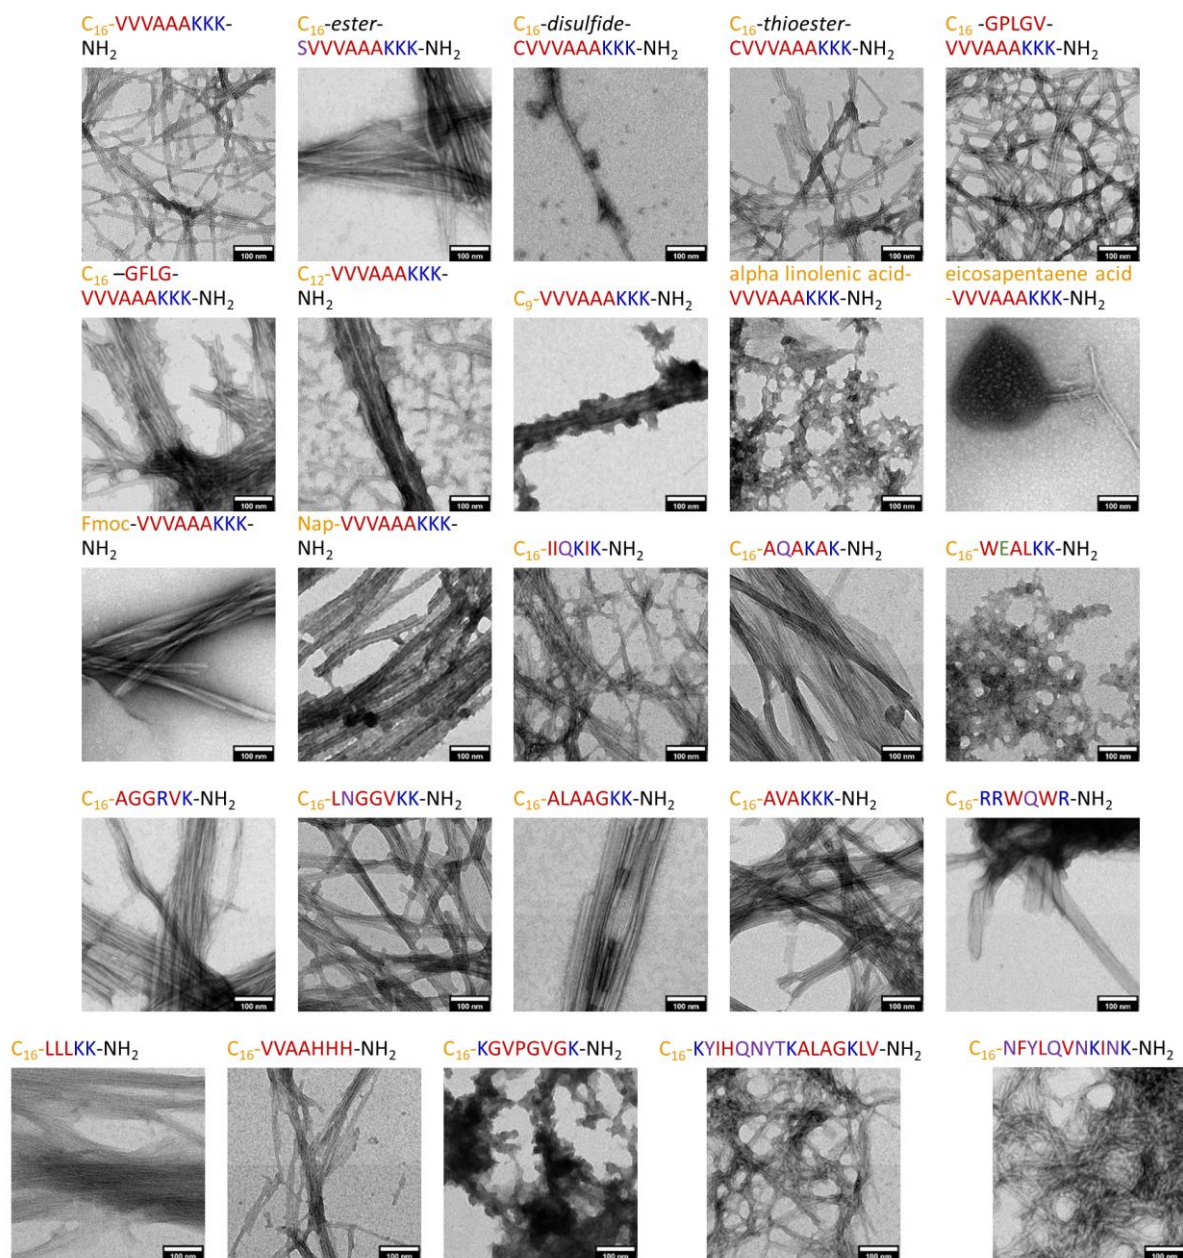 C₁₆-VVVAAAKKK-
NH₂
C₁₆-ester-
SVVVAAAKKK-NH₂
C₁₆-disulfide-
CVVVAAAKKK-NH₂
C₁₆-thioester-
CVVVAAAKKK-NH₂
C₁₆ -GPLGV-
VVVAAAKKK-NH₂
100 nm
100 nm
100 nm
100 nm
100 nm
C₁₆ –GFLG-
VVVAAAKKK-NH₂
C₁₂-VVVAAAKKK-
NH₂
C₉-VVVAAAKKK-NH₂
alpha linolenic acid-
VVVAAAKKK-NH₂
eicosapentaene acid
-VVVAAAKKK-NH₂
100 nm
100 nm
100 nm
100 nm
100 nm
Fmoc-VVVAAAKKK-
NH₂
Nap-VVVAAAKKK-
NH₂
C₁₆-IIQKIK-NH₂
C₁₆-AQAKAK-NH₂
C₁₆-WEALKK-NH₂
100 nm
100 nm
100 nm
100 nm
100 nm
C₁₆-AGGRVK-NH₂
C₁₆-LNGGVKK-NH₂
C₁₆-ALAAGKK-NH₂
C₁₆-AVAKKK-NH₂
C₁₆-RRWQWR-NH₂
100 nm
100 nm
100 nm
100 nm
100 nm
C₁₆-LLLKK-NH₂
C₁₆-VVAAHHH-NH₂
C₁₆-KGVPGVGK-NH₂
C₁₆-KYIHQNYTKALAGKLV-NH₂
C₁₆-NFYLQVNKINK-NH₂
100 nm
100 nm
100 nm
100 nm
100 nm